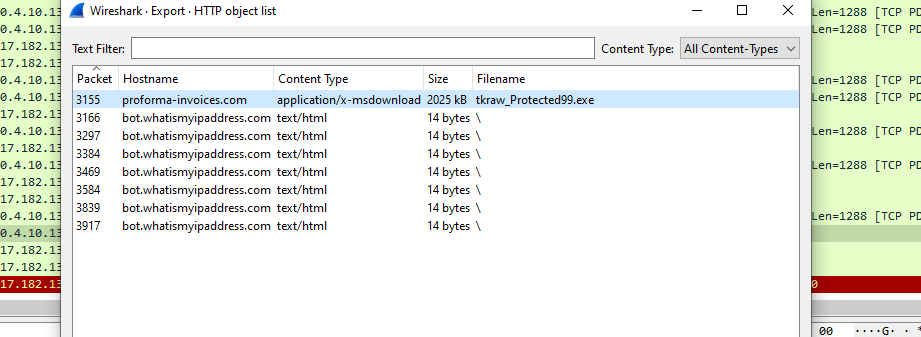 Wireshark · Export · HTTP object list
0.4.10.13 Len=1288 [TCP PD
0.4.10.13 Len=1288 [TCP PD
17.182.13 Text Filter: Content Type: All Content-Types
17.182.13
0.4.10.13 Packet Hostname Content Type Size Filename Len=1288 [TCP PD
0.4.10.13 3155 proforma-invoices.com application/x-msdownload 2025 kB tkraw_Protected99.exe Len=1288 [TCP PD
17.182.13 3166 bot.whatismyipaddress.com text/html 14 bytes \
0.4.10.13 3297 bot.whatismyipaddress.com text/html 14 bytes \ Len=1288 [TCP PD
17.182.13 3384 bot.whatismyipaddress.com text/html 14 bytes \
0.4.10.13 3469 bot.whatismyipaddress.com text/html 14 bytes \ Len=1288 [TCP PD
17.182.13 3584 bot.whatismyipaddress.com text/html 14 bytes \
17.182.13 3839 bot.whatismyipaddress.com text/html 14 bytes \
0.4.10.13 3917 bot.whatismyipaddress.com text/html 14 bytes \ Len=1288 [TCP PD
0.4.10.13
17.182.13
17.182.13
17.182.13 0
00 ····G· · *